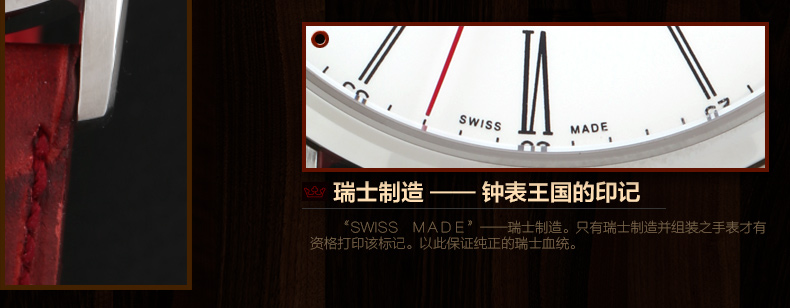 SWISS MADE
瑞士制造 —— 钟表王国的印记
“SWISS MADE”——瑞士制造。只有瑞士制造并组装之手表才有
资格打印该标记。以此保证纯正的瑞士血统。